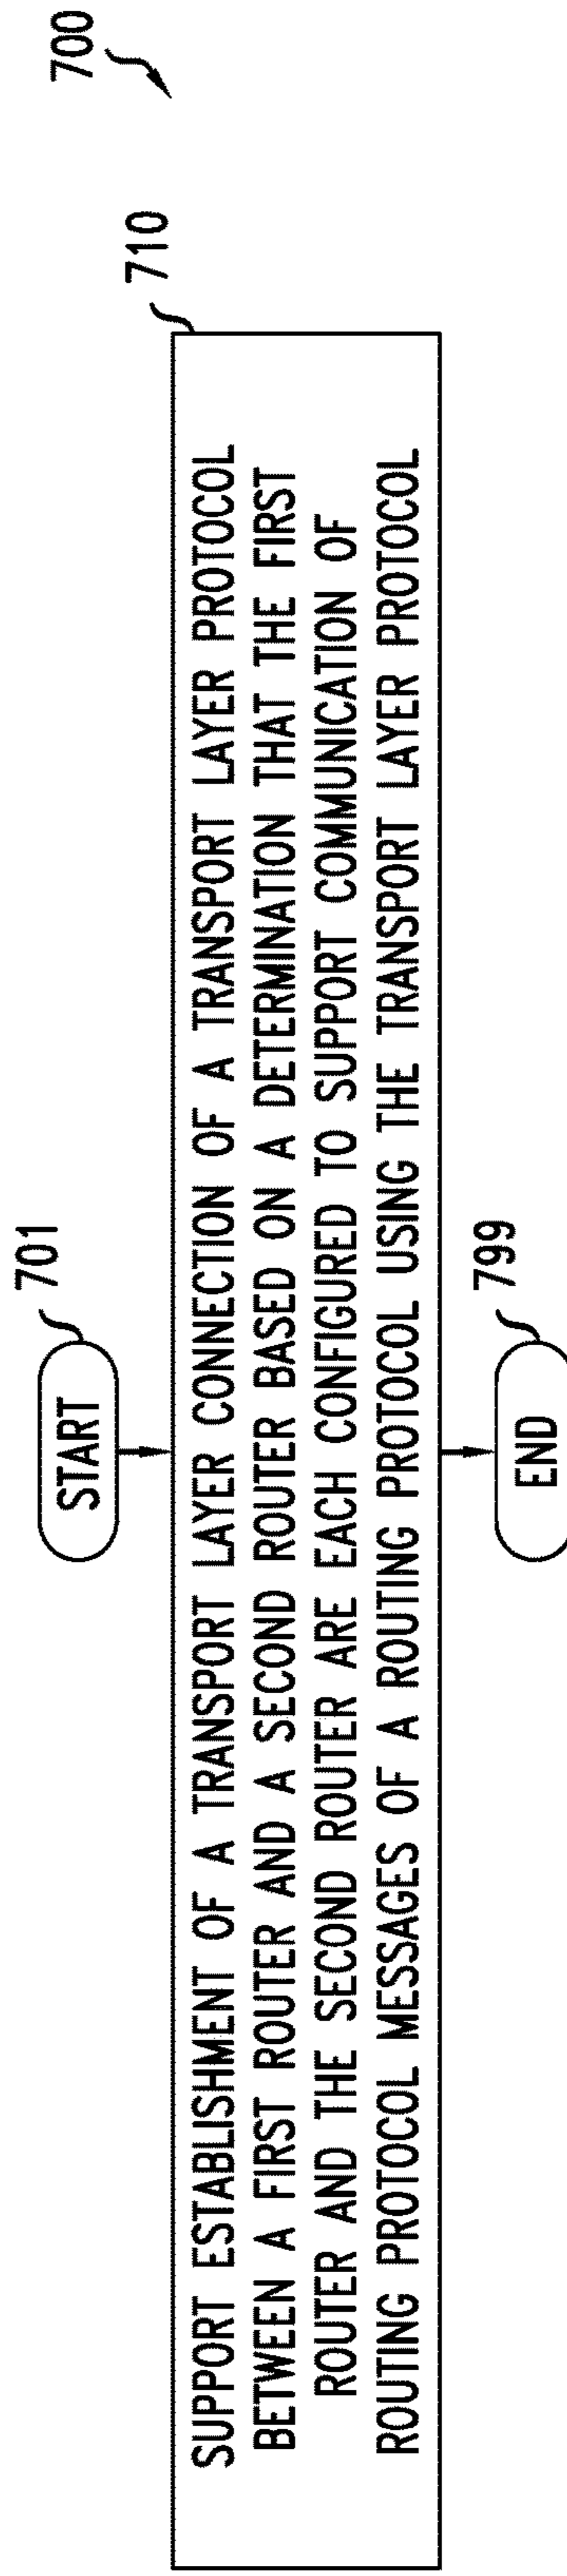 700
701
START
710
SUPPORT ESTABLISHMENT OF A TRANSPORT LAYER CONNECTION OF A TRANSPORT LAYER PROTOCOL
BETWEEN A FIRST ROUTER AND A SECOND ROUTER BASED ON A DETERMINATION THAT THE FIRST
ROUTER AND THE SECOND ROUTER ARE EACH CONFIGURED TO SUPPORT COMMUNICATION OF
ROUTING PROTOCOL MESSAGES OF A ROUTING PROTOCOL USING THE TRANSPORT LAYER PROTOCOL
799
END